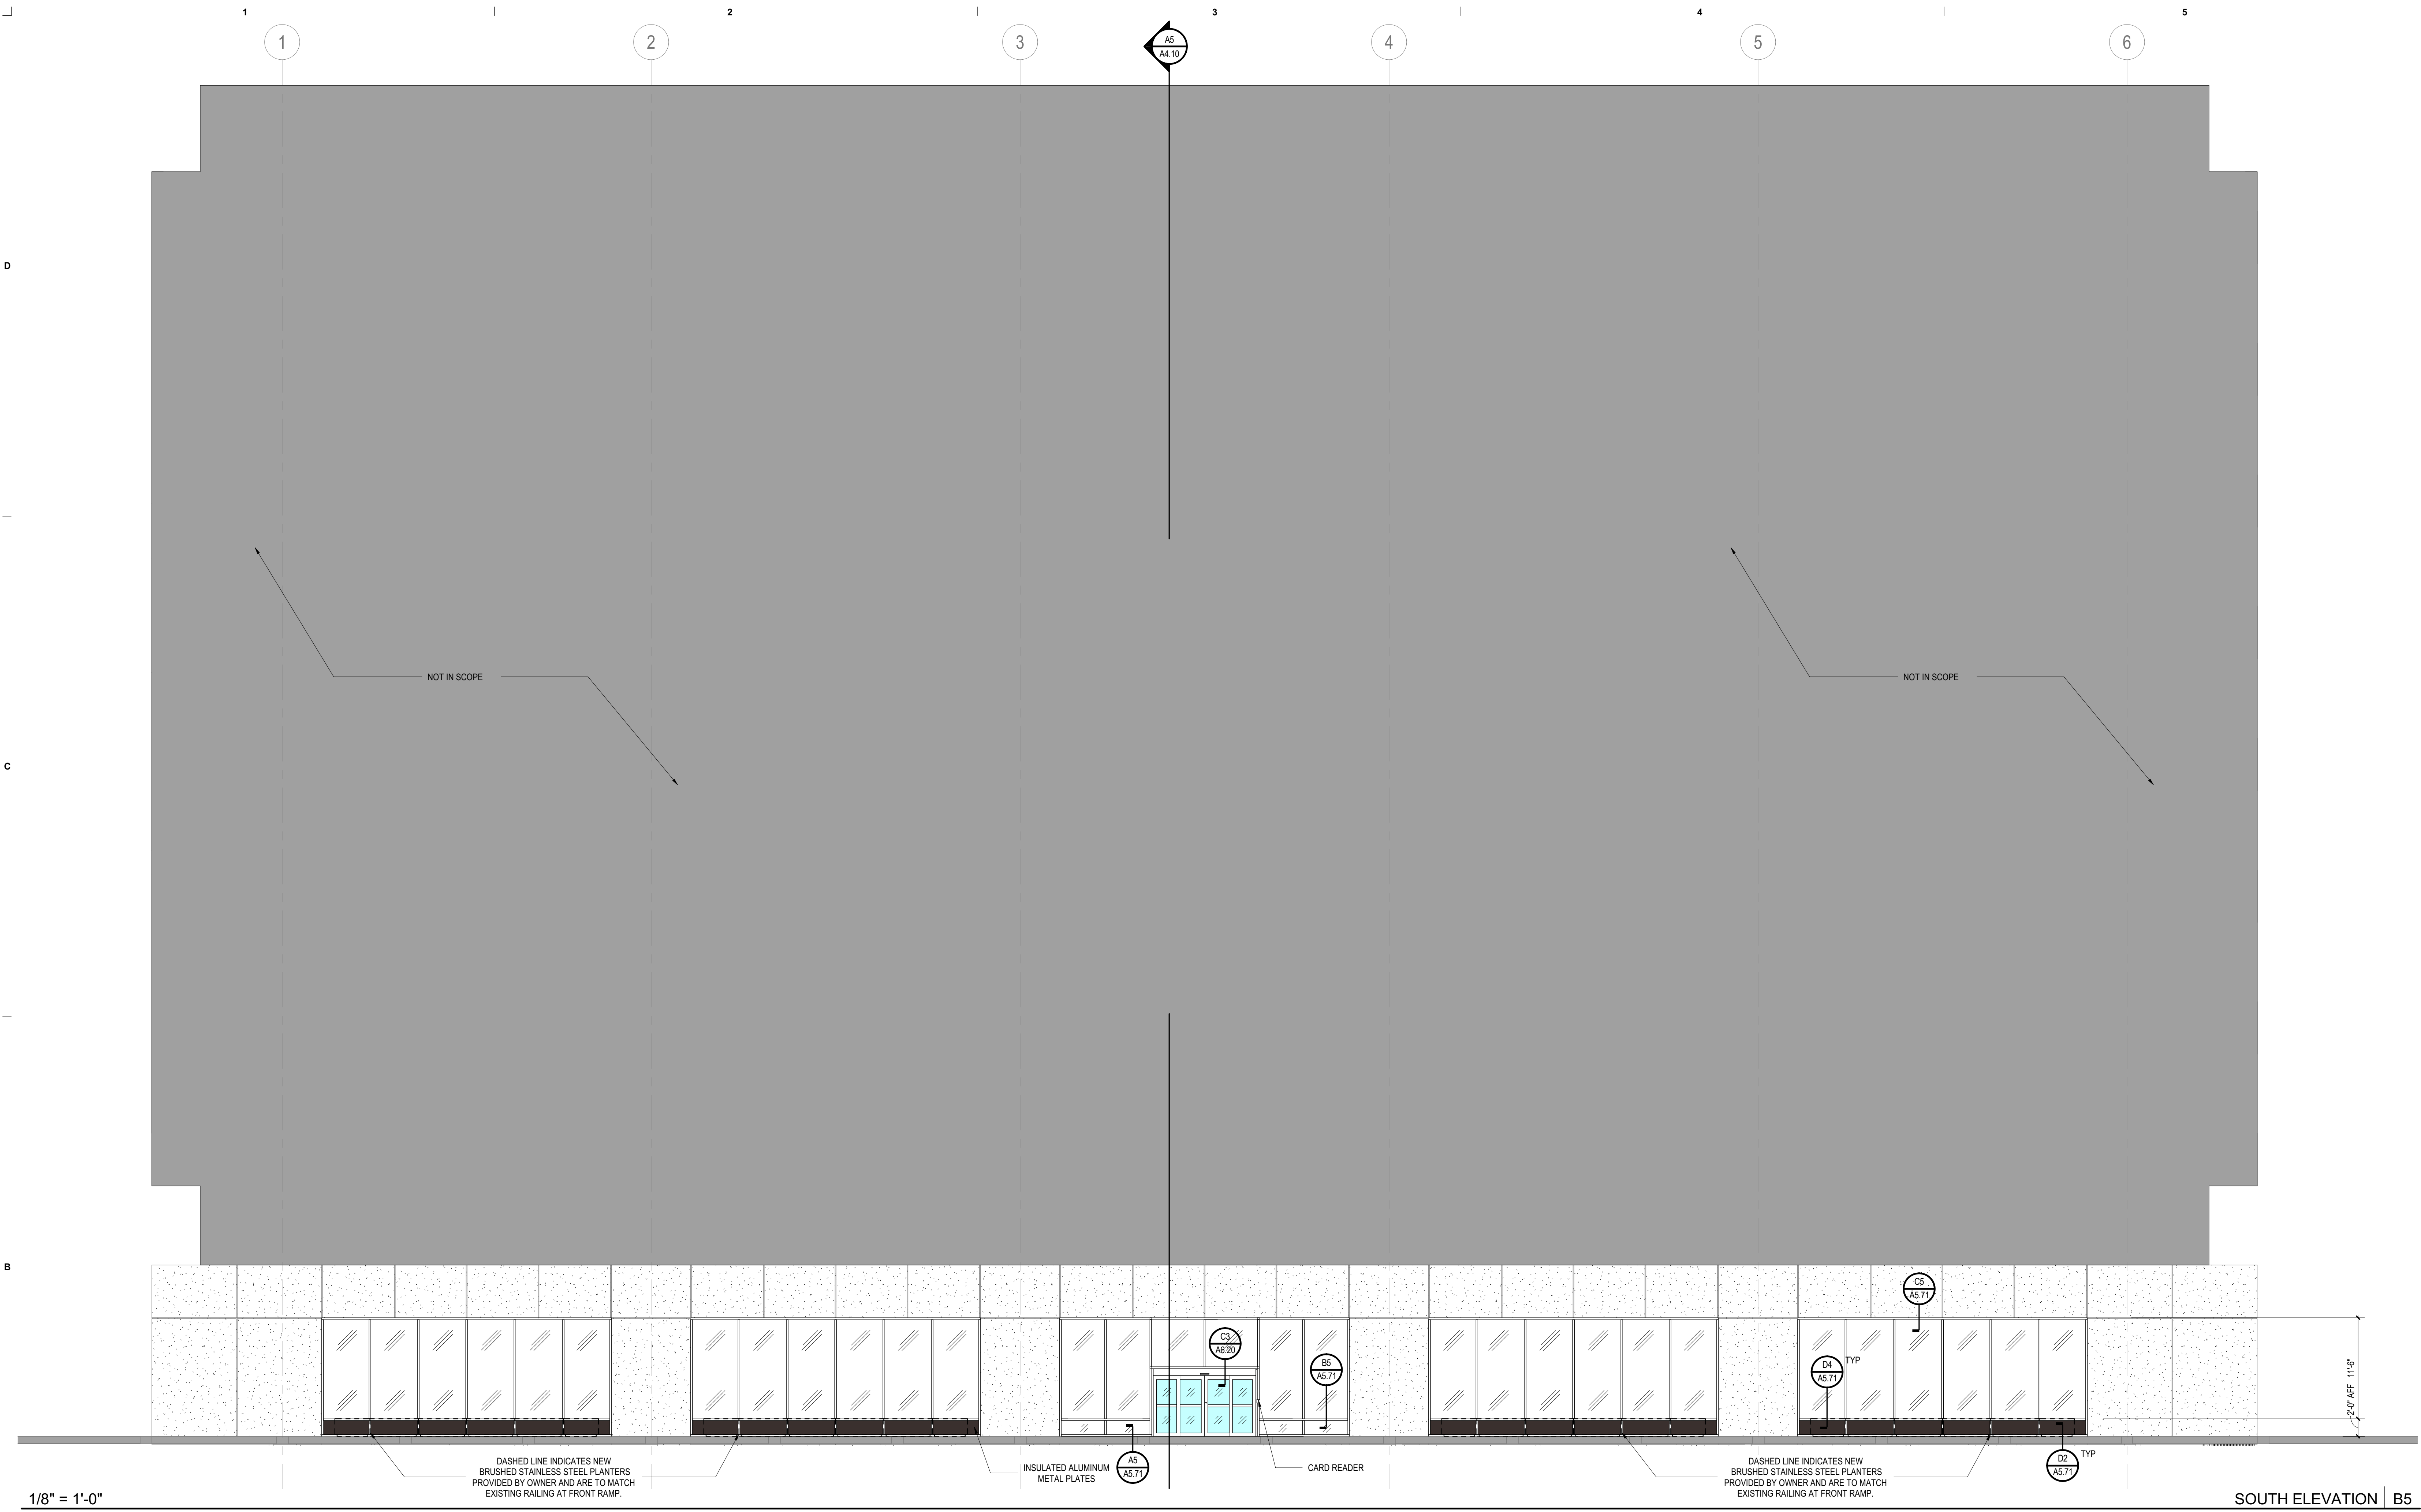 1 2 3 4 5
1 2 3 4 5 6
A5
A4.10
D
NOT IN SCOPE
NOT IN SCOPE
C
B
C5
A5.71
C3
A8.20
B5
A5.71
D4
A5.71
TYP
2'-0" AFF 11'-6"
DASHED LINE INDICATES NEW
BRUSHED STAINLESS STEEL PLANTERS
PROVIDED BY OWNER AND ARE TO MATCH
EXISTING RAILING AT FRONT RAMP.
INSULATED ALUMINUM
METAL PLATES
A5
A5.71
CARD READER
DASHED LINE INDICATES NEW
BRUSHED STAINLESS STEEL PLANTERS
PROVIDED BY OWNER AND ARE TO MATCH
EXISTING RAILING AT FRONT RAMP.
D2
A5.71
TYP
1/8" = 1'-0"
SOUTH ELEVATION B5